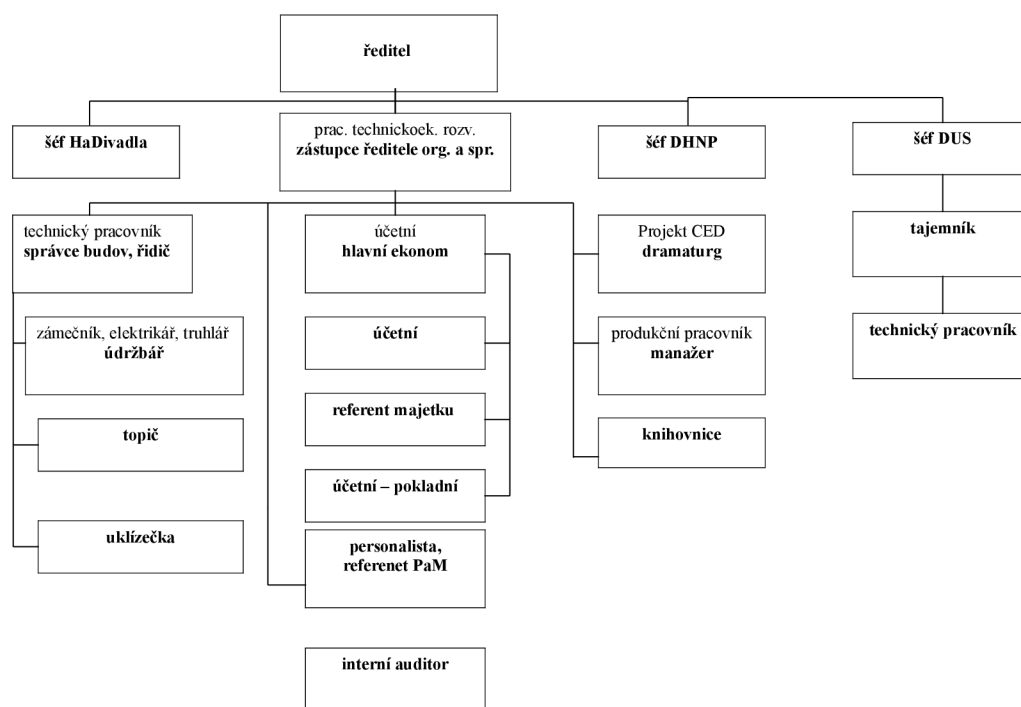 ředitel
šéf HaDivadla
prac. technickoek. rozv.
zástupce ředitele org. a spr.
šéf DHNP
šéf DUS
technický pracovník
správce budov, řidič
účetní
hlavní ekonom
Projekt CED
dramaturg
tajemník
zámečník, elektrikář, truhlář
údržbář
účetní
produkční pracovník
manažer
technický pracovník
topič
referent majetku
knihovnice
uklízečka
účetní – pokladní
personalista,
referenet PaM
interní auditor